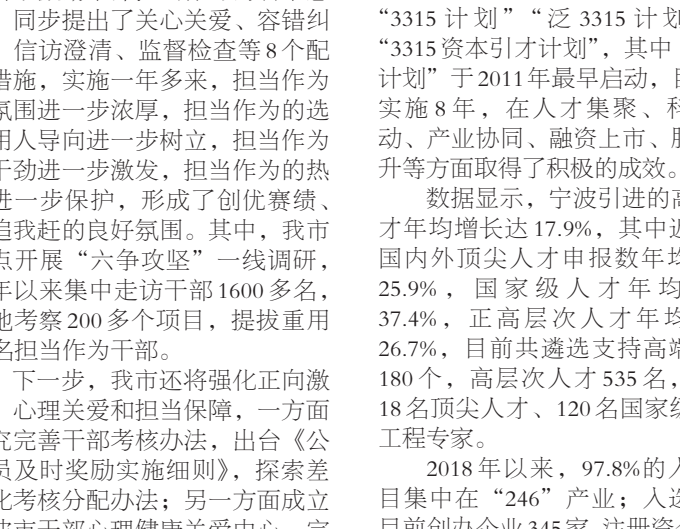 同步提出了关心关爱、容错纠
信访澄清、监督检查等8个配
措施，实施一年多来，担当作为
氛围进一步浓厚，担当作为的选
用人导向进一步树立，担当作为
干劲进一步激发，担当作为的热
进一步保护，形成了创优赛绩、
追我赶的良好氛围。其中，我市
点开展“六争攻坚”一线调研，
年以来集中走访干部1600多名，
地考察200多个项目，提拔重用
名担当作为干部。
下一步，我市还将强化正向激
心理关爱和担当保障，一方面
究完善干部考核办法，出台《公
员及时奖励实施细则》，探索差
化考核分配办法；另一方面成立
波市干部心理健康关爱中心，完
“3315计划”“泛3315计划
“3315资本引才计划”，其中
计划”于2011年最早启动，目
实施8年，在人才集聚、科
动、产业协同、融资上市、股
升等方面取得了积极的成效。
数据显示，宁波引进的高
才年均增长达17.9%，其中近
国内外顶尖人才申报数年均
25.9%，国家级人才年均
37.4%，正高层次人才年均
26.7%，目前共遴选支持高端
180个，高层次人才535名，
18名顶尖人才、120名国家级
工程专家。
2018年以来，97.8%的人
目集中在“246”产业；入选
目前创办企业345家，注册资